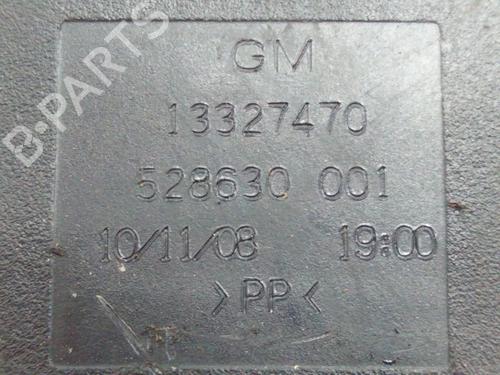 B-PARTS
GM
13327470
528630 001
10/11/08 19:00
>PP<